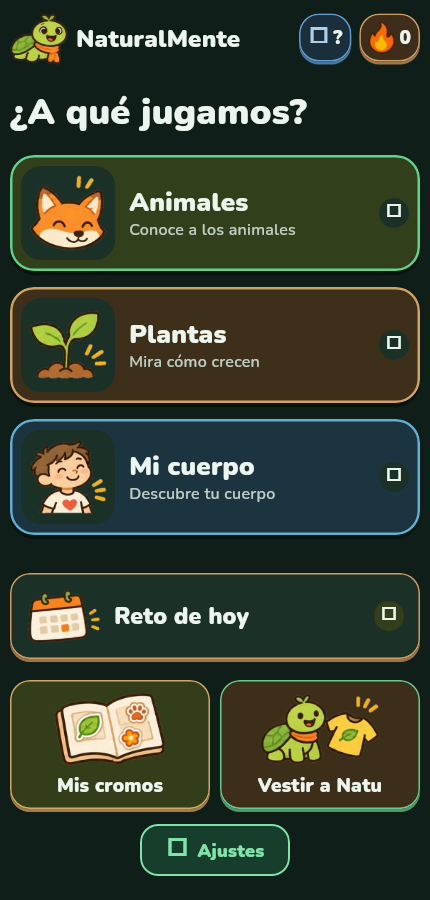 NaturalMente
?
0
¿A qué jugamos?
Animales
Conoce a los animales
Plantas
Mira cómo crecen
Mi cuerpo
Descubre tu cuerpo
Reto de hoy
Mis cromos
Vestir a Natu
Ajustes